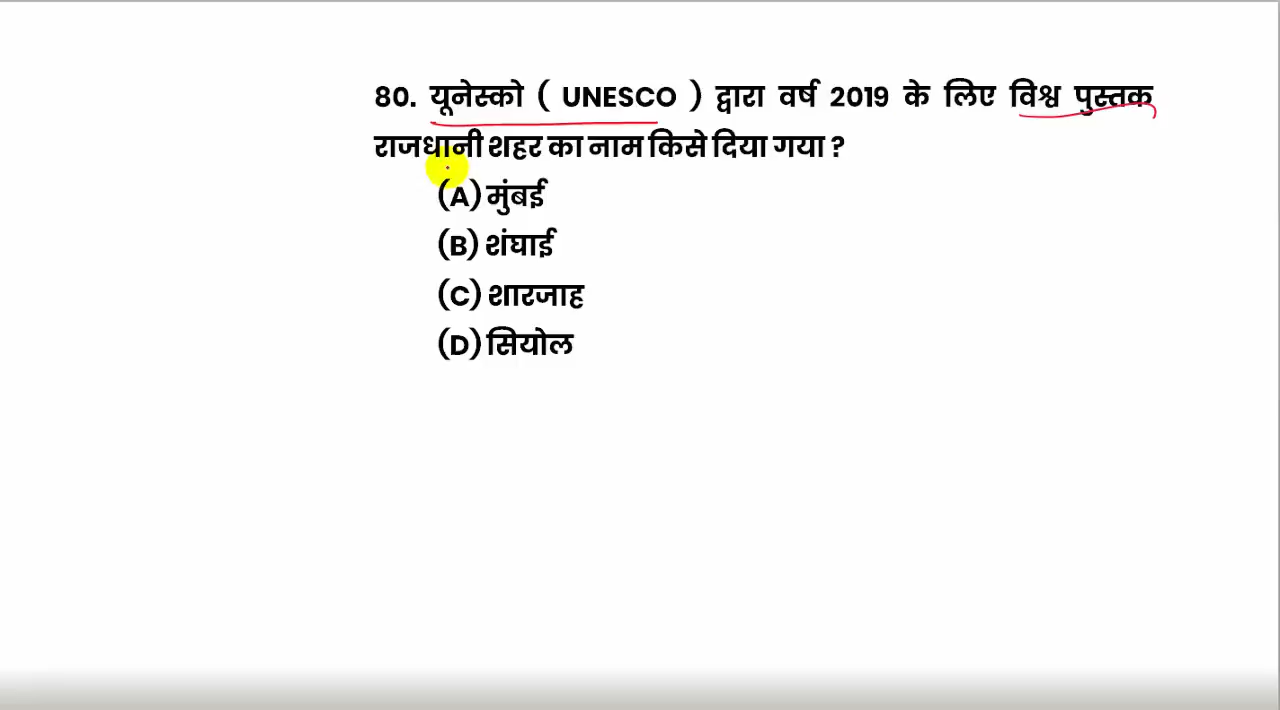 80. यूनेस्को ( UNESCO ) द्वारा वर्ष 2019 के लिए विश्व पुस्तक
राजधानी शहर का नाम किसे दिया गया ?
(A) मुंबई
(B) शंघाई
(C) शारजाह
(D) सियोल